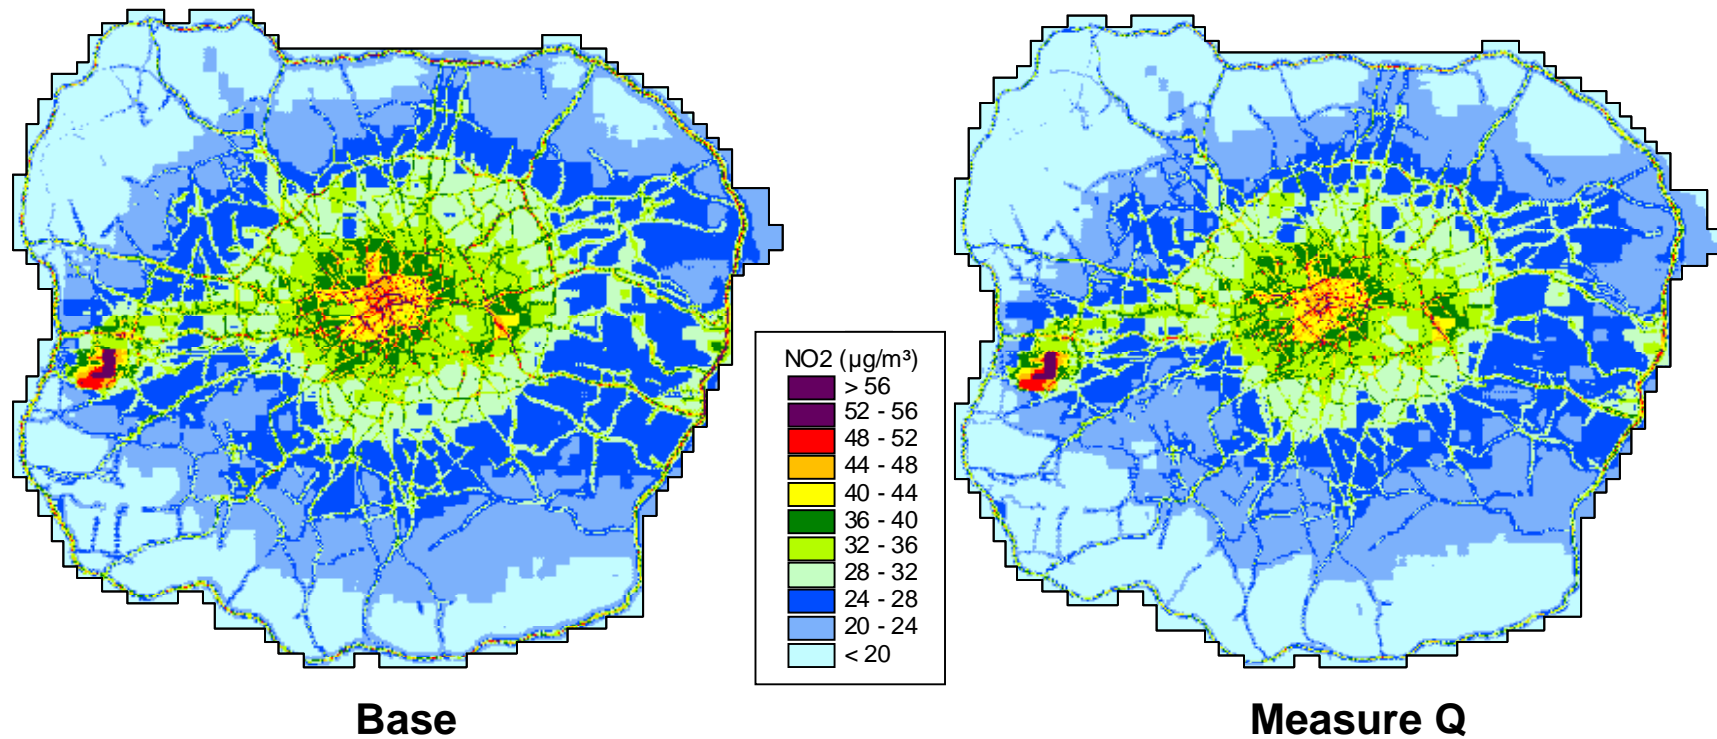 NO2 (µg/m³)
> 56
52 - 56
48 - 52
44 - 48
40 - 44
36 - 40
32 - 36
28 - 32
24 - 28
20 - 24
< 20
Base
Measure Q